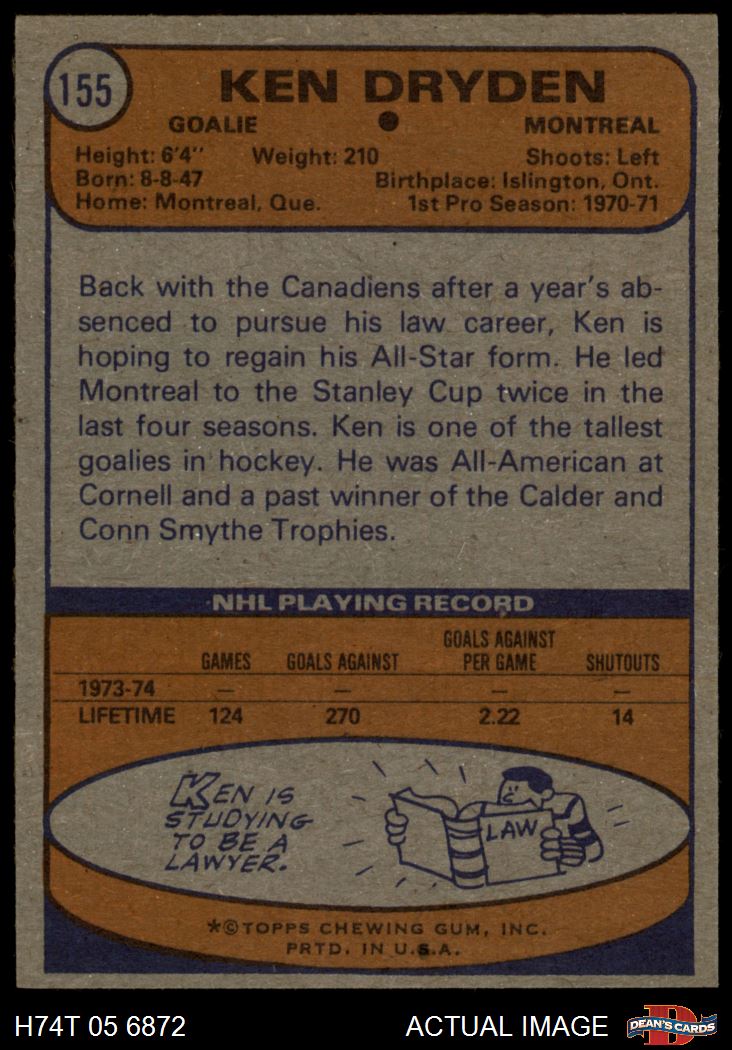 155
KEN DRYDEN
GOALIE
MONTREAL
Height: 6'4" Weight: 210 Shoots: Left
Born: 8-8-47 Birthplace: Islington, Ont.
Home: Montreal, Que. 1st Pro Season: 1970-71
Back with the Canadiens after a year's ab-
senced to pursue his law career, Ken is
hoping to regain his All-Star form. He led
Montreal to the Stanley Cup twice in the
last four seasons. Ken is one of the tallest
goalies in hockey. He was All-American at
Cornell and a past winner of the Calder and
Conn Smythe Trophies.
NHL PLAYING RECORD
GAMES GOALS AGAINST GOALS AGAINST PER GAME SHUTOUTS
1973-74 — — — —
LIFETIME 124 270 2.22 14
KEN IS
STUDYING
TO BE A
LAWYER.
LAW
*©TOPPS CHEWING GUM, INC.
PRTD. IN U.S.A.
H74T 05 6872 ACTUAL IMAGE
D
DEAN'S CARDS